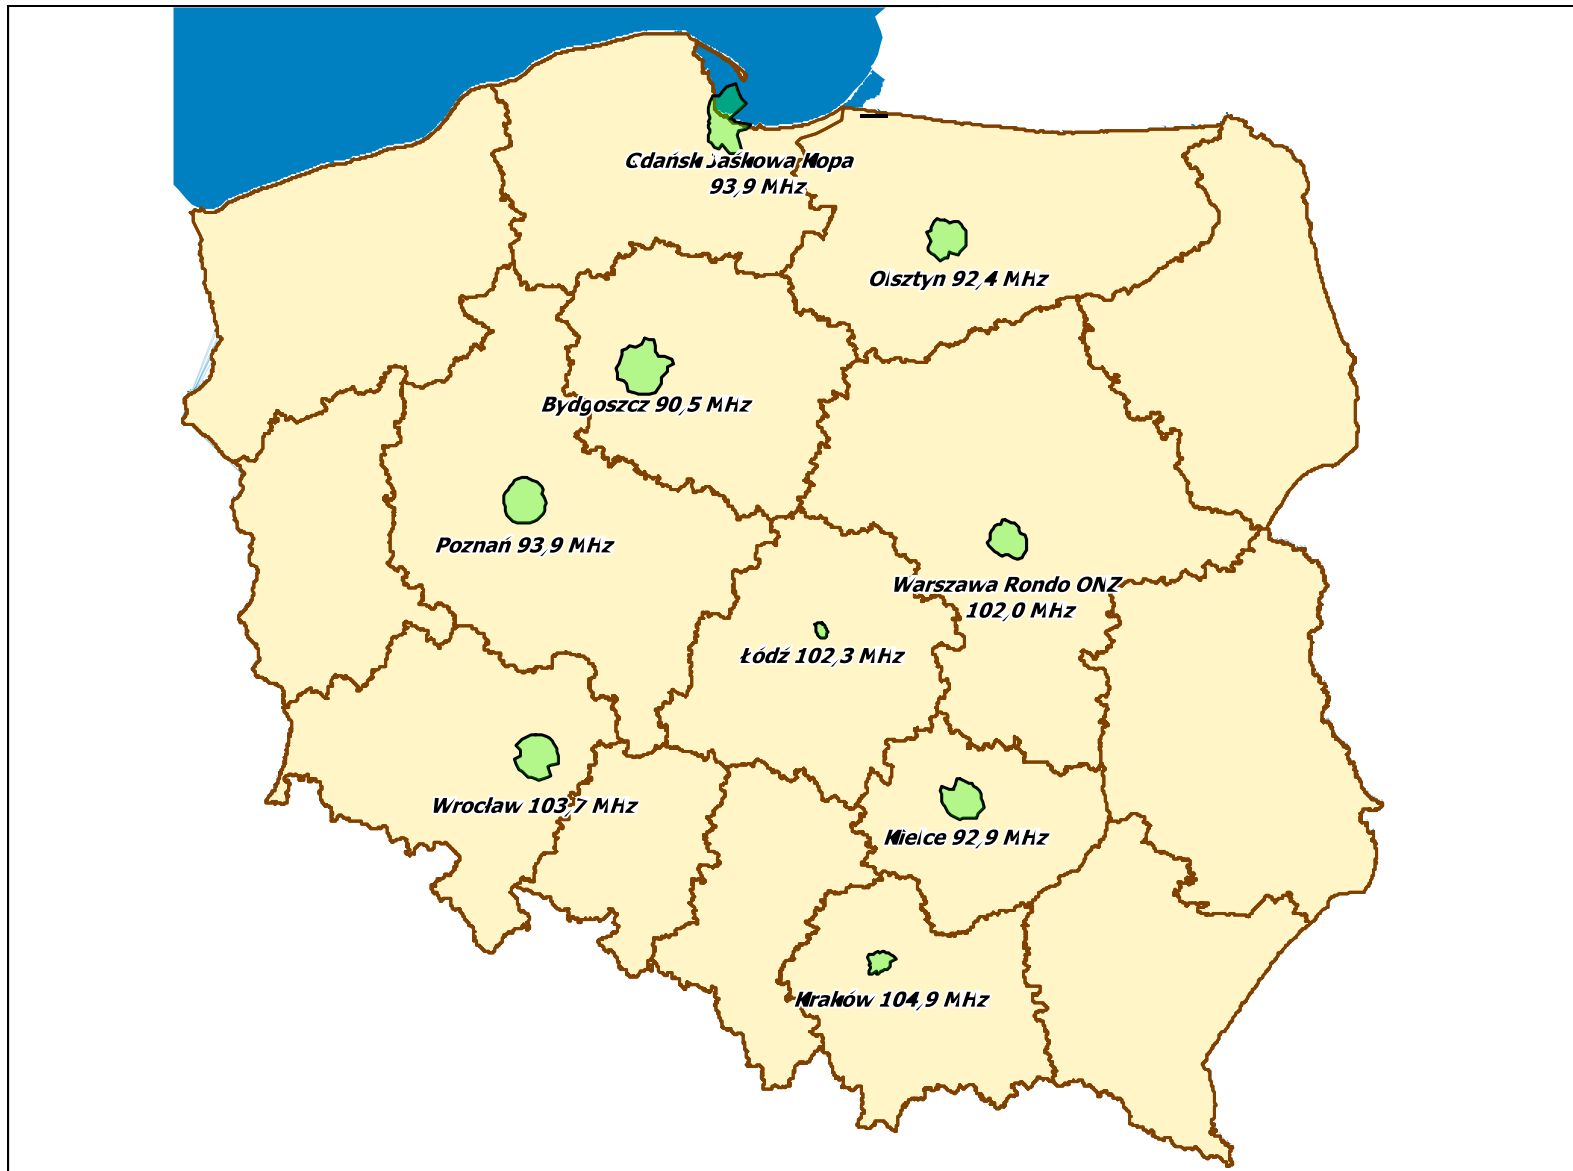 Gdańsk Jaśkowa Kopa
93,9 MHz
Olsztyn 92,4 MHz
Bydgoszcz 90,5 MHz
Poznań 93,9 MHz
Warszawa Rondo ONZ
102,0 MHz
Łódź 102,3 MHz
Wrocław 103,7 MHz
Kielce 92,9 MHz
Kraków 104,9 MHz